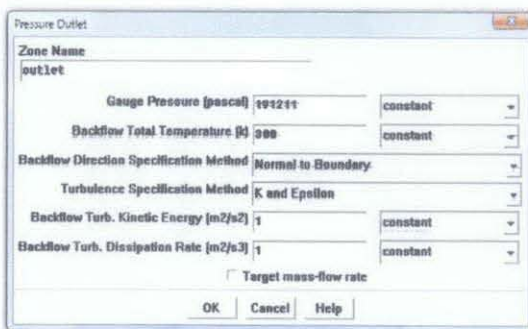 Pressure Outlet
Zone Name
outlet
Gauge Pressure (pascal) 191211 constant
Backflow Total Temperature (k) 300 constant
Backflow Direction Specification Method Normal to Boundary
Turbulence Specification Method K and Epsilon
Backflow Turb. Kinetic Energy (m2/s2) 1 constant
Backflow Turb. Dissipation Rate (m2/s3) 1 constant
Target mass-flow rate
OK Cancel Help